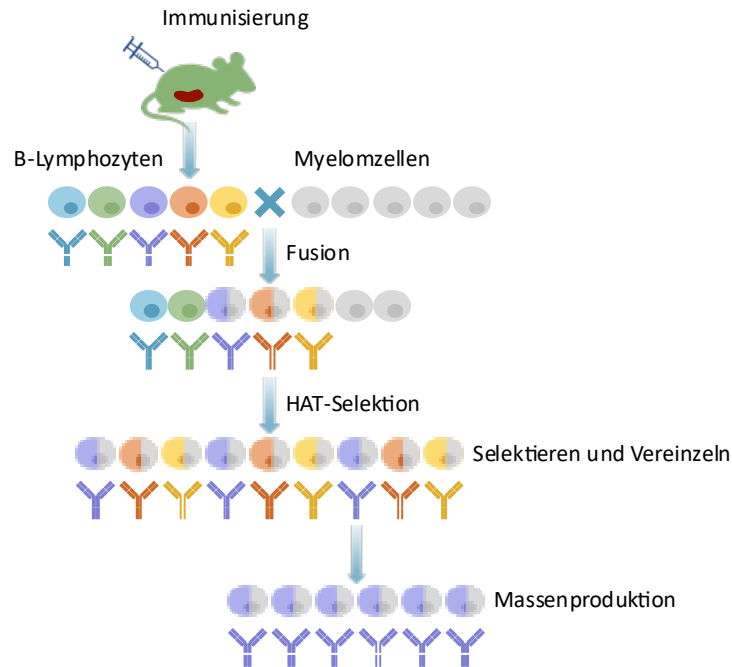 Immunisierung
B-Lymphozyten
Myelomzellen
Fusion
HAT-Selektion
Selektieren und Vereinzeln
Massenproduktion